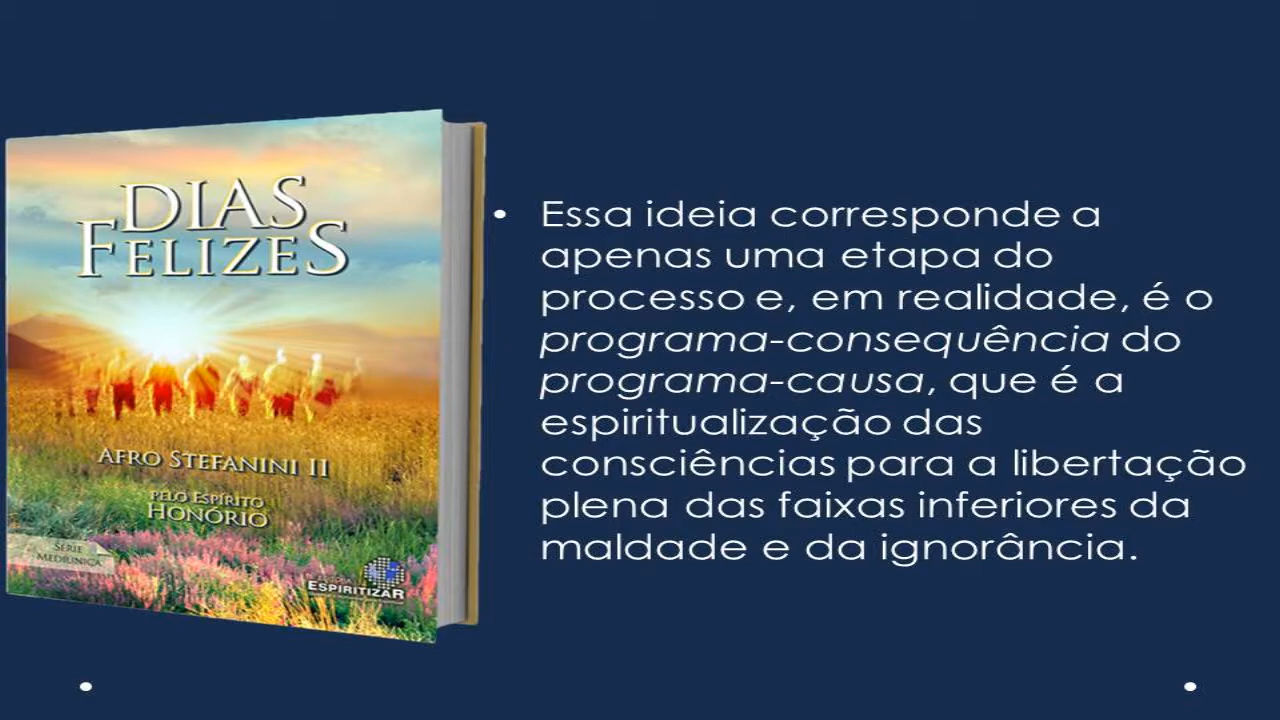 DIAS
FELIZES
AFRO STEFANINI II
PELO ESPÍRITO
HONÓRIO
SÉRIE
MEDIÚNICA
ESPIRITIZAR
• Essa ideia corresponde a
apenas uma etapa do
processo e, em realidade, é o
programa-consequência do
programa-causa, que é a
espiritualização das
consciências para a libertação
plena das faixas inferiores da
maldade e da ignorância.